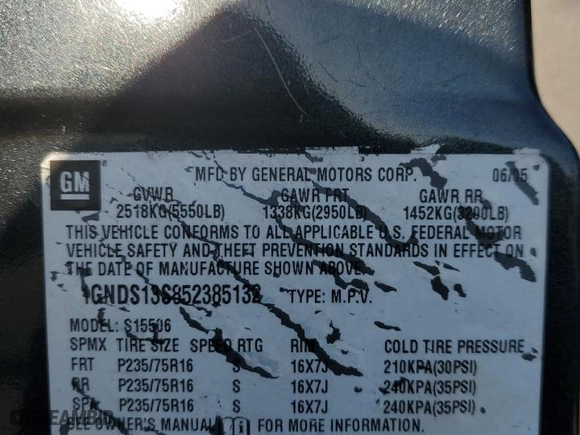 GM
MFD BY GENERAL MOTORS CORP. 06/05
GVWR GAWR FRT GAWR RR
2518KG(5550LB) 1338KG(2950LB) 1452KG(3200LB)
THIS VEHICLE CONFORMS TO ALL APPLICABLE U.S. FEDERAL MOTOR
VEHICLE SAFETY AND THEFT PREVENTION STANDARDS IN EFFECT ON
THE DATE OF MANUFACTURE SHOWN ABOVE.
1GNDS13S852385132 TYPE: M.P.V.
MODEL: S15506
SPMX TIRE SIZE SPEED RTG RIM COLD TIRE PRESSURE
FRT P235/75R16 S 16X7J 210KPA(30PSI)
RR P235/75R16 S 16X7J 240KPA(35PSI)
SPA P235/75R16 S 16X7J 240KPA(35PSI)
SEE OWNER'S MANUAL FOR MORE INFORMATION